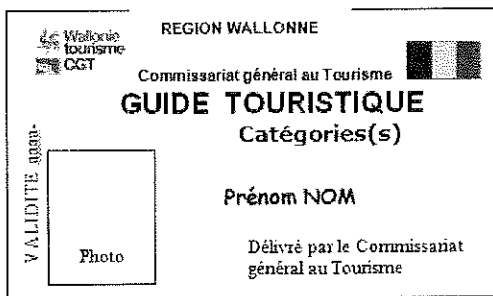 Wallonie
tourisme
CGT
REGION WALLONNE
Commissariat général au Tourisme
GUIDE TOURISTIQUE
Catégories(s)
VALIDITE aaaa-
Photo
Prénom NOM
Délivré par le Commissariat
général au Tourisme